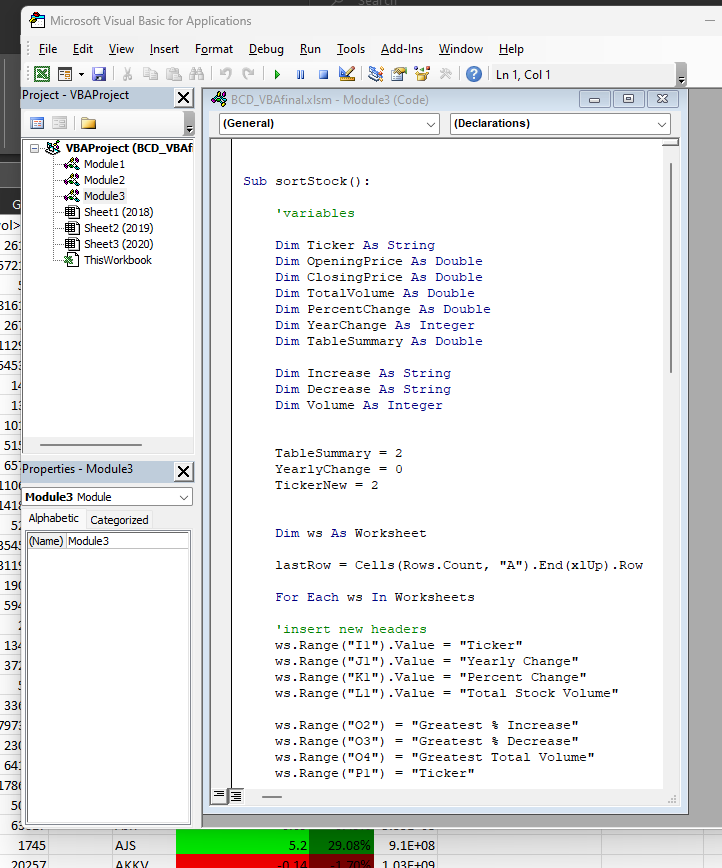 Search
Microsoft Visual Basic for Applications
File Edit View Insert Format Debug Run Tools Add-Ins Window Help
Ln 1, Col 1
Project - VBAProject
VBAProject (BCD_VBAfi
Module1
Module2
Module3
Sheet1 (2018)
Sheet2 (2019)
Sheet3 (2020)
ThisWorkbook
Properties - Module3
Module3 Module
Alphabetic Categorized
(Name) Module3
BCD_VBAfinal.xlsm - Module3 (Code)
(General) (Declarations)
Sub sortStock():
'variables
Dim Ticker As String
Dim OpeningPrice As Double
Dim ClosingPrice As Double
Dim TotalVolume As Double
Dim PercentChange As Double
Dim YearChange As Integer
Dim TableSummary As Double
Dim Increase As String
Dim Decrease As String
Dim Volume As Integer
TableSummary = 2
YearlyChange = 0
TickerNew = 2
Dim ws As Worksheet
lastRow = Cells(Rows.Count, "A").End(xlUp).Row
For Each ws In Worksheets
'insert new headers
ws.Range("I1").Value = "Ticker"
ws.Range("J1").Value = "Yearly Change"
ws.Range("K1").Value = "Percent Change"
ws.Range("L1").Value = "Total Stock Volume"
ws.Range("O2") = "Greatest % Increase"
ws.Range("O3") = "Greatest % Decrease"
ws.Range("O4") = "Greatest Total Volume"
ws.Range("P1") = "Ticker"
1745 AJS 5.2 29.08% 9.1E+08
20257 AKKV -0.14 -1.70% 1.03E+09